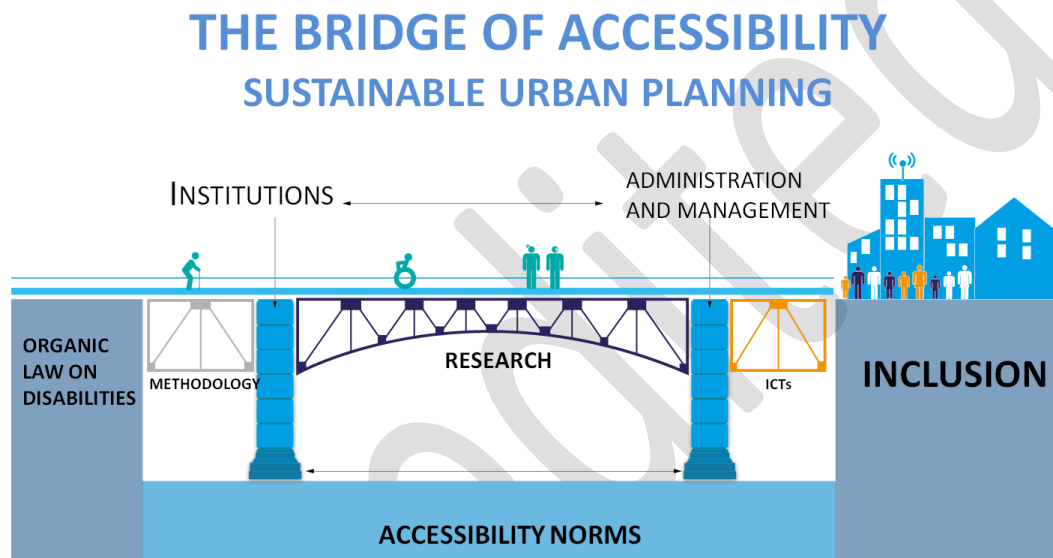 THE BRIDGE OF ACCESSIBILITY
SUSTAINABLE URBAN PLANNING
INSTITUTIONS
ADMINISTRATION
AND MANAGEMENT
ORGANIC
LAW ON
DISABILITIES
METHODOLOGY
RESEARCH
ICTs
INCLUSION
ACCESSIBILITY NORMS